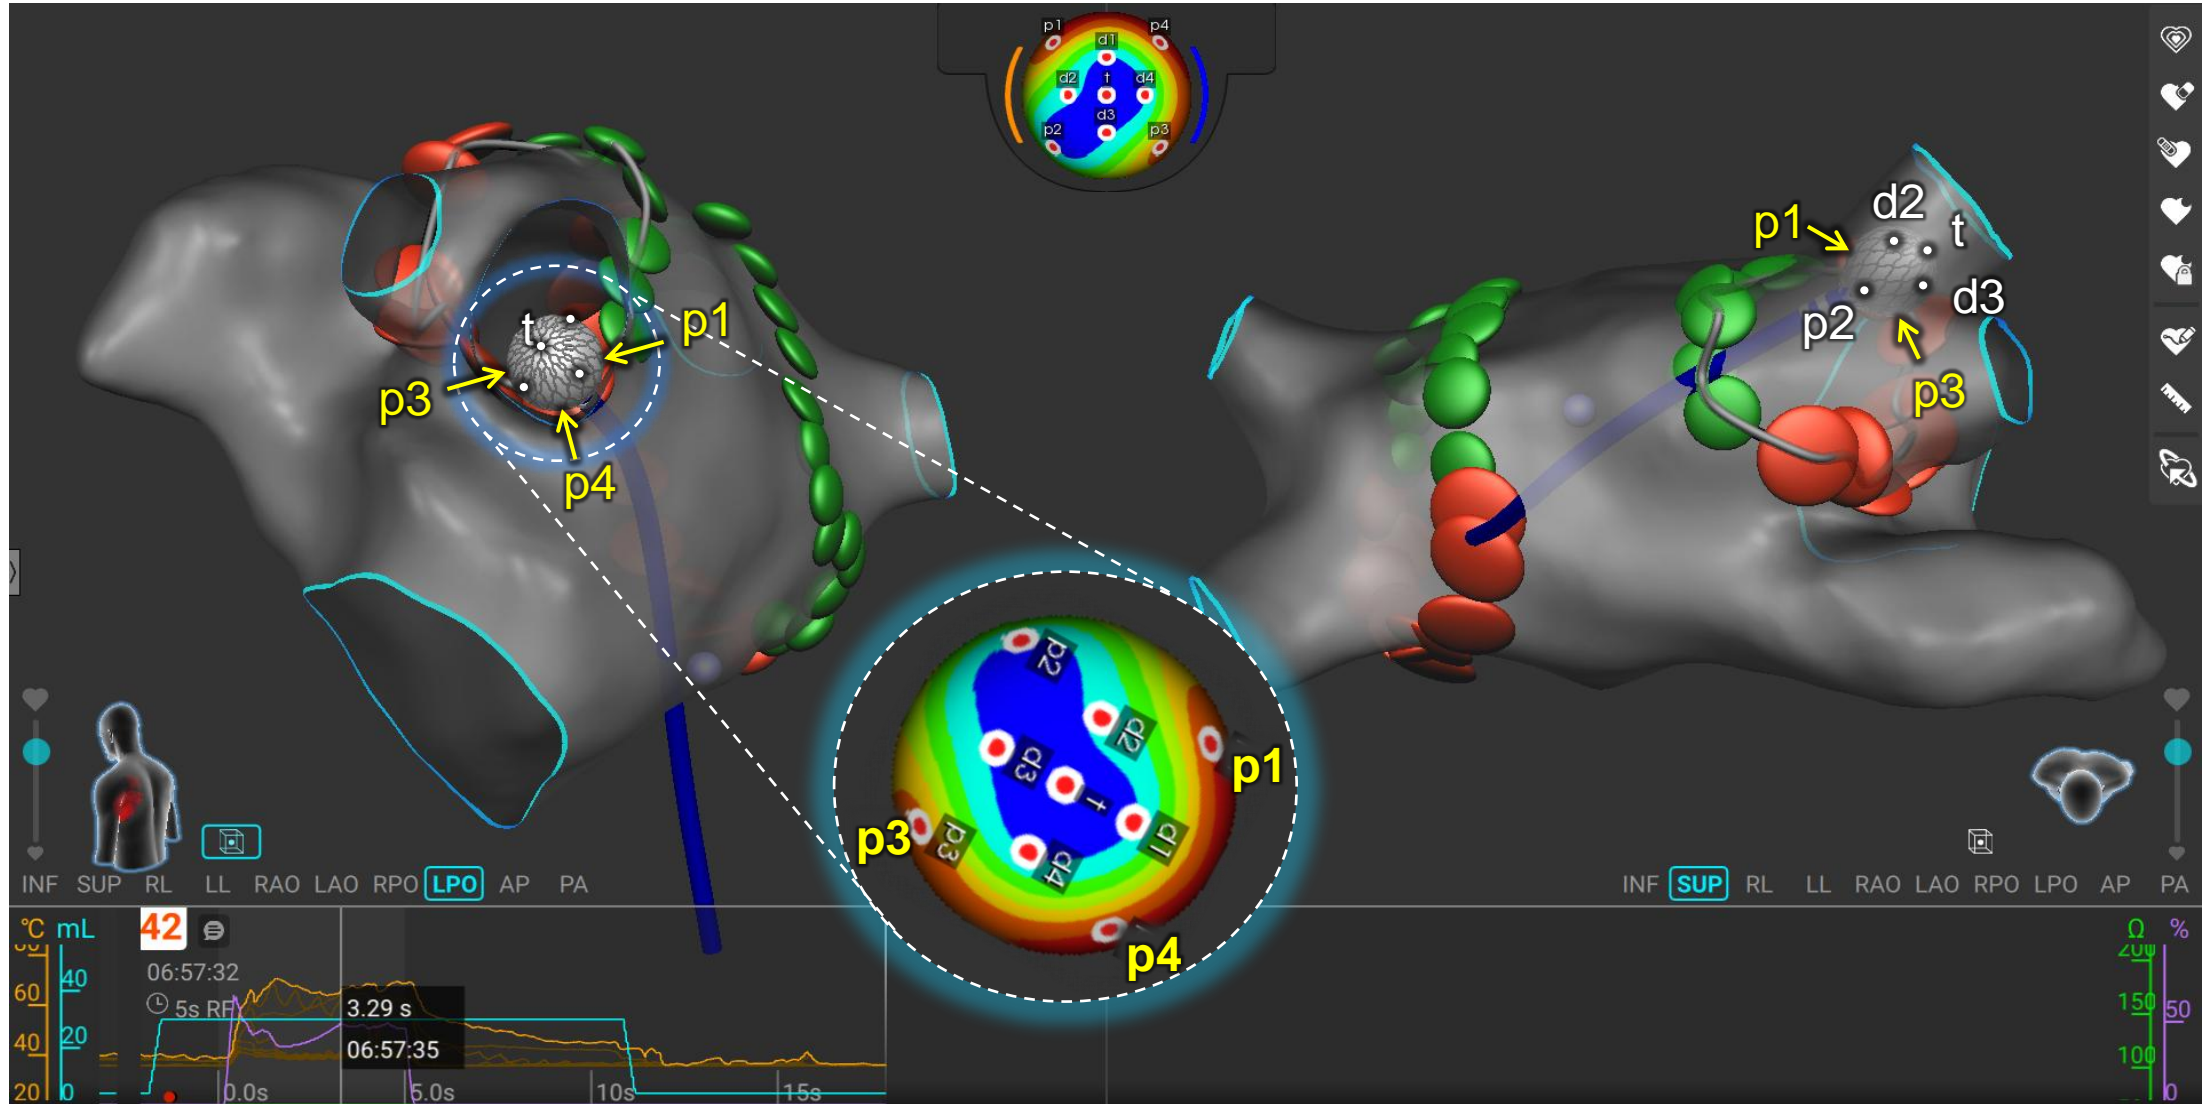 p1
p4
d1
d2
t
d4
d3
p2
p3
t
p1
p3
p4
d2
p1
t
d3
p2
p3
p2
d2
p1
d3
t
d1
p3
p3
d4
p4
INF SUP RL LL RAO LAO RPO LPO AP PA
INF SUP RL LL RAO LAO RPO LPO AP PA
°C mL
42
06:57:32
5s RF
3.29 s
06:57:35
60
40
20
40
20
0
0.0s
5.0s
10s
15s
Ω %
200
150
100
50
0